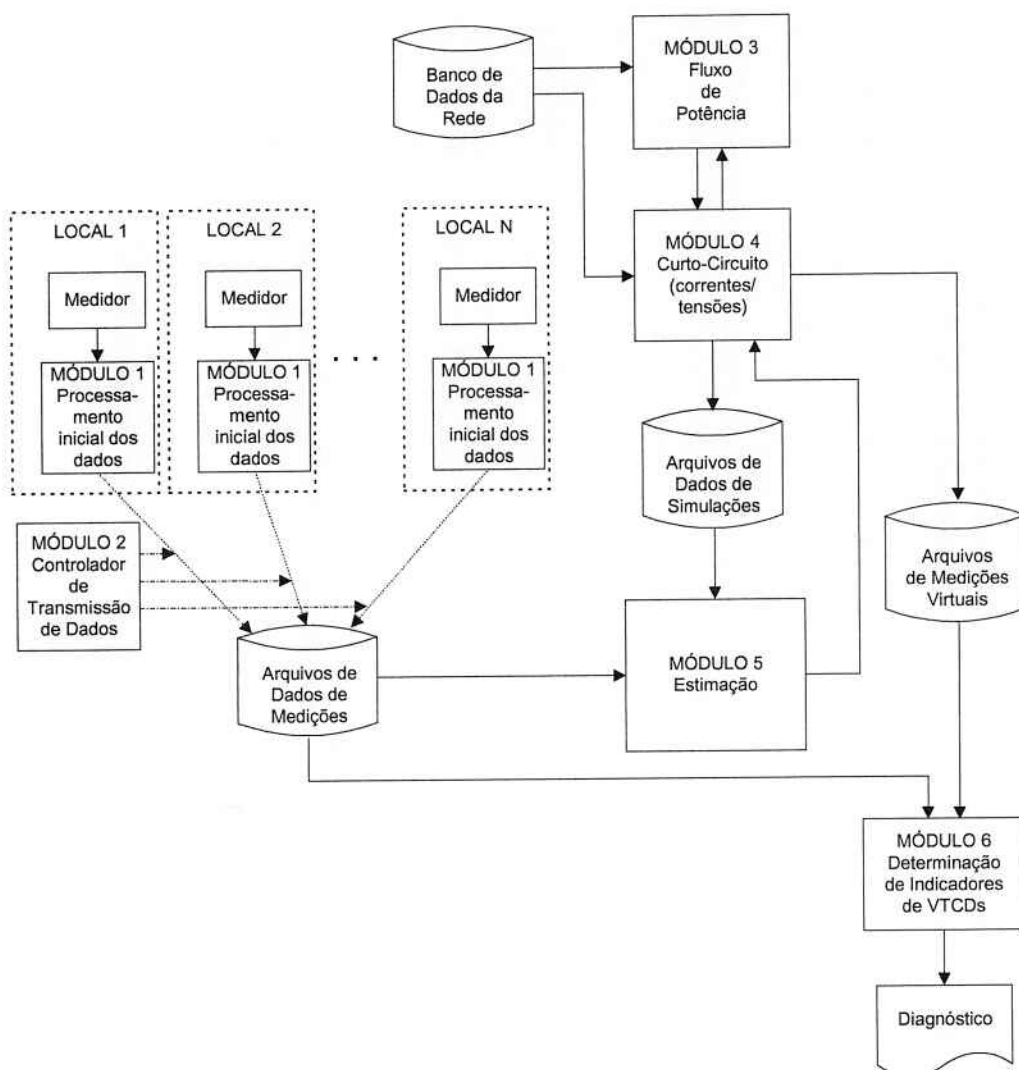 Banco de
Dados da
Rede
MÓDULO 3
Fluxo
de
Potência
LOCAL 1
LOCAL 2
LOCAL N
Medidor
Medidor
Medidor
MÓDULO 1
Processa-
mento
inicial dos
dados
MÓDULO 1
Processa-
mento
inicial dos
dados
. . .
MÓDULO 1
Processa-
mento
inicial dos
dados
MÓDULO 4
Curto-Circuito
(correntes/
tensões)
Arquivos de
Dados de
Simulações
MÓDULO 2
Controlador
de
Transmissão
de Dados
Arquivos
de Medições
Virtuais
Arquivos de
Dados de
Medições
MÓDULO 5
Estimação
MÓDULO 6
Determinação
de Indicadores
de VTCDs
Diagnóstico